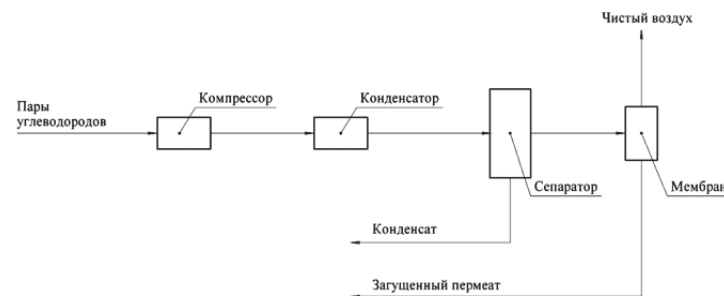 Чистый воздух
Пары
углеводородов
Компрессор
Конденсатор
Сепаратор
Мембран
Конденсат
Загущенный пермеат